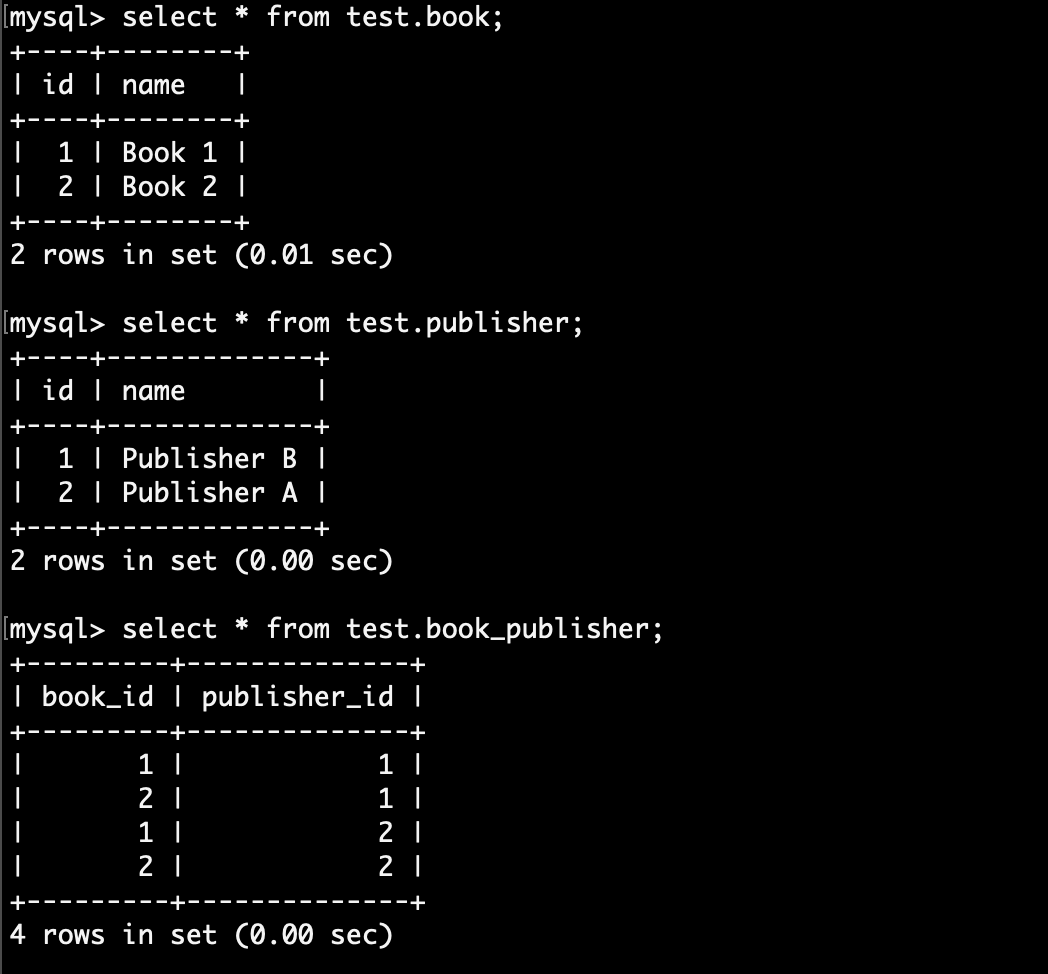 [mysql> select * from test.book;
+----+--------+
| id | name   |
+----+--------+
|  1 | Book 1 |
|  2 | Book 2 |
+----+--------+
2 rows in set (0.01 sec)
[mysql> select * from test.publisher;
+----+-------------+
| id | name        |
+----+-------------+
|  1 | Publisher B |
|  2 | Publisher A |
+----+-------------+
2 rows in set (0.00 sec)
[mysql> select * from test.book_publisher;
+---------+--------------+
| book_id | publisher_id |
+---------+--------------+
|       1 |            1 |
|       2 |            1 |
|       1 |            2 |
|       2 |            2 |
+---------+--------------+
4 rows in set (0.00 sec)